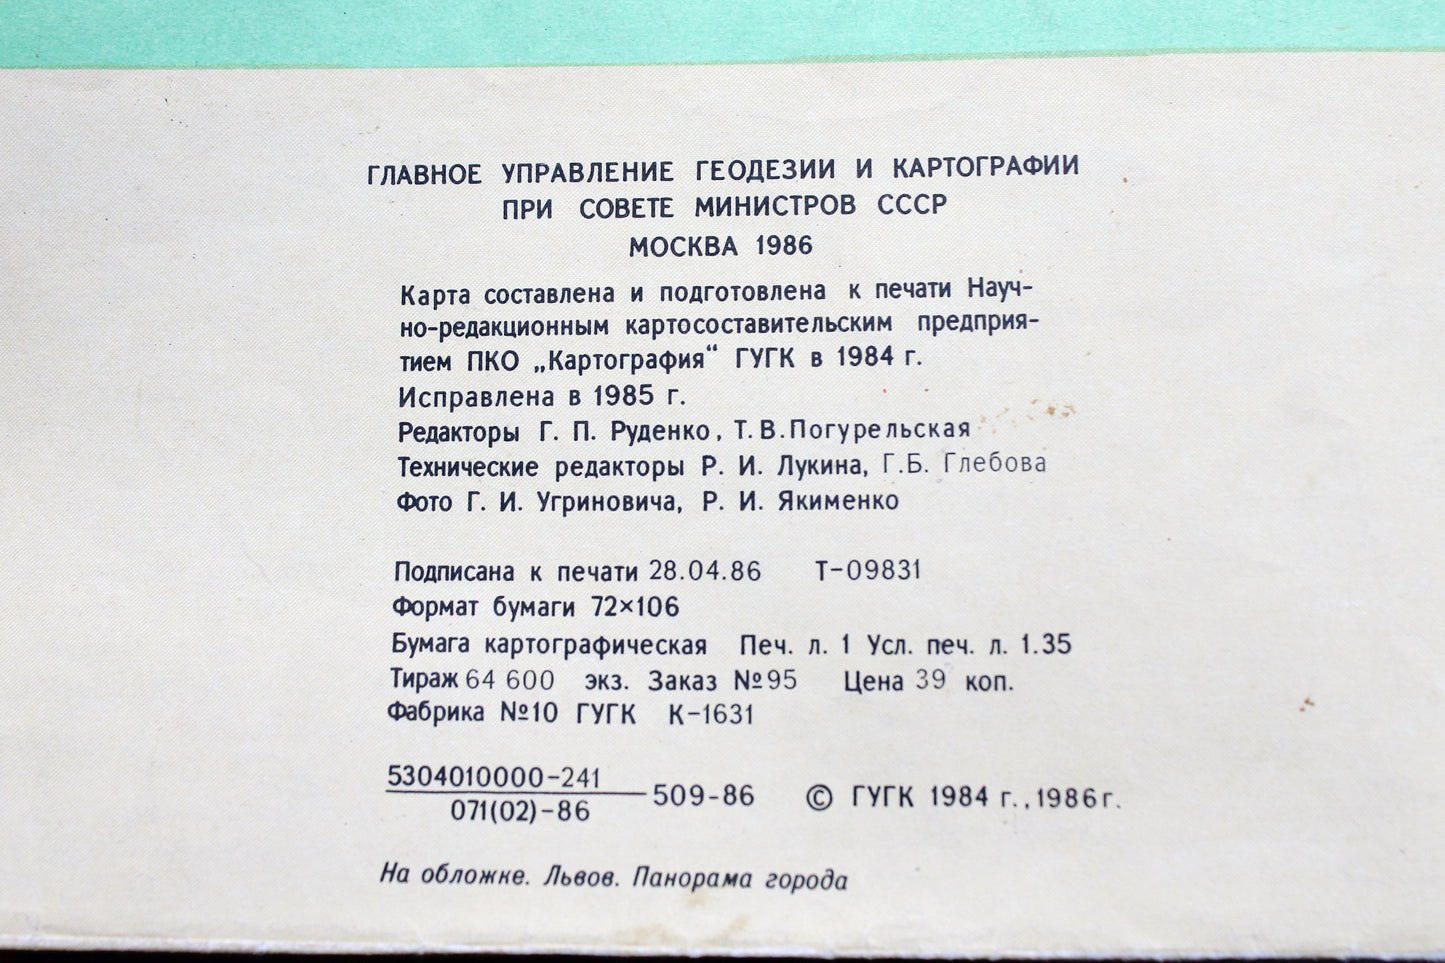 ГЛАВНОЕ УПРАВЛЕНИЕ ГЕОДЕЗИИ И КАРТОГРАФИИ
ПРИ СОВЕТЕ МИНИСТРОВ СССР
МОСКВА 1986
Карта составлена и подготовлена к печати Науч-
но-редакционным картосоставительским предприя-
тием ПКО „Картография“ ГУГК в 1984 г.
Исправлена в 1985 г.
Редакторы Г. П. Руденко, Т. В. Погурельская
Технические редакторы Р. И. Лукина, Г.Б. Глебова
Фото Г. И. Угриновича, Р. И. Якименко
Подписана к печати 28.04.86 Т-09831
Формат бумаги 72×106
Бумага картографическая Печ. л. 1 Усл. печ. л. 1.35
Тираж 64 600 экз. Заказ №95 Цена 39 коп.
Фабрика №10 ГУГК К-1631
5304010000-241
071(02)-86
509-86 © ГУГК 1984 г., 1986 г.
На обложке. Львов. Панорама города